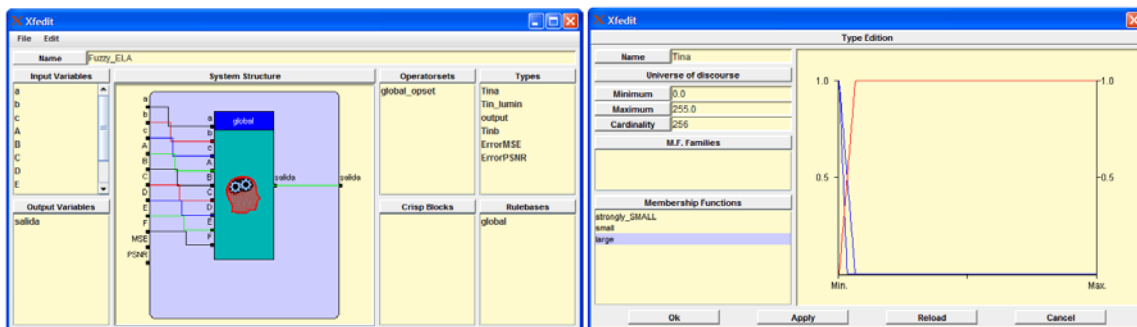 Xfedit
File Edit
Name Fuzzy_ELA
Input Variables
a
b
c
A
B
C
D
E
Output Variables
salida
System Structure
a
b
c
A
B
C
D
E
F
MSE
PSNR
global
a
b
c
A
B
C
D
E
F
salida
salida
Operatorsets
global_opset
Types
Tina
Tin_lumin
output
Tinb
ErrorMSE
ErrorPSNR
Crisp Blocks
Rulebases
global
Xfedit
Type Edition
Name Tina
Universe of discourse
Minimum 0.0
Maximum 255.0
Cardinality 256
M.F. Families
Membership Functions
strongly_SMALL
small
large
1.0 1.0
0.5 0.5
Min. Max.
Ok Apply Reload Cancel